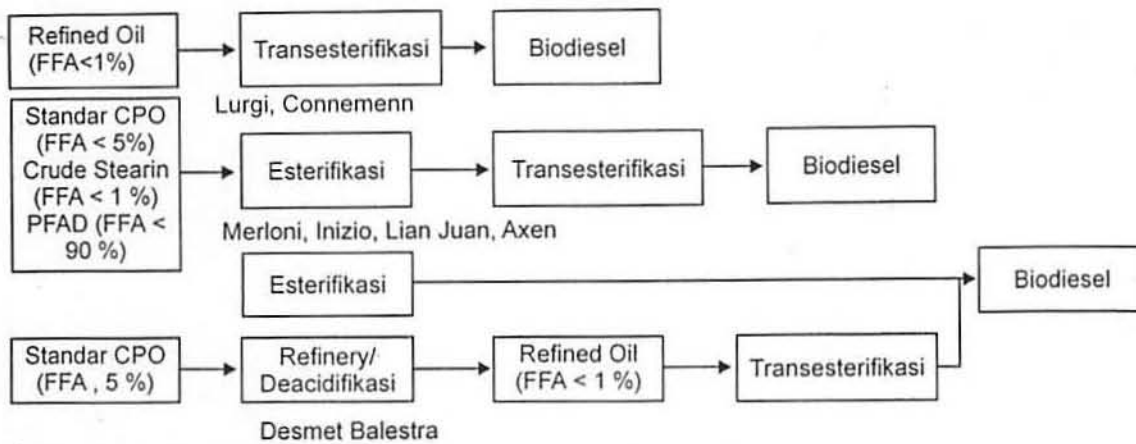 Refined Oil
(FFA<1%)
Transesterifikasi
Biodiesel
Lurgi, Connemenn
Standar CPO
(FFA < 5%)
Crude Stearin
(FFA < 1 %)
PFAD (FFA <
90 %)
Esterifikasi
Transesterifikasi
Biodiesel
Merloni, Inizio, Lian Juan, Axen
Esterifikasi
Biodiesel
Standar CPO
(FFA , 5 %)
Refinery/
Deacidifikasi
Refined Oil
(FFA < 1 %)
Transesterifikasi
Desmet Balestra